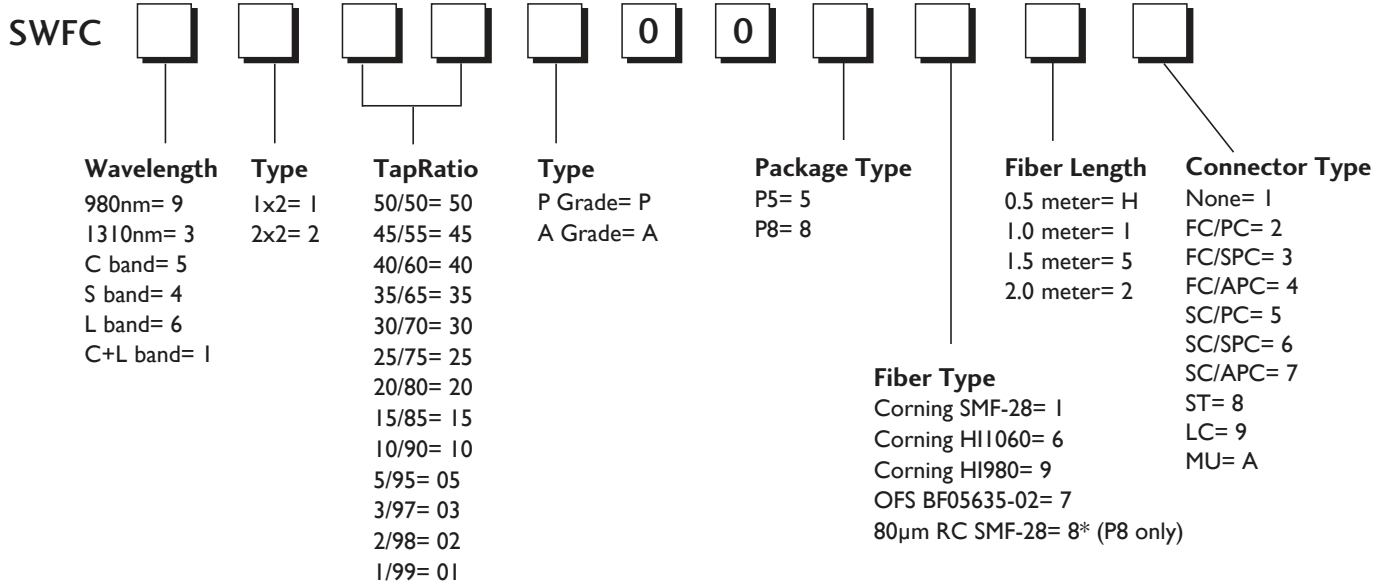 SWFC 0 0
Wavelength
980nm= 9
1310nm= 3
C band= 5
S band= 4
L band= 6
C+L band= 1
Type
1x2= 1
2x2= 2
TapRatio
50/50= 50
45/55= 45
40/60= 40
35/65= 35
30/70= 30
25/75= 25
20/80= 20
15/85= 15
10/90= 10
5/95= 05
3/97= 03
2/98= 02
1/99= 01
Type
P Grade= P
A Grade= A
Package Type
P5= 5
P8= 8
Fiber Type
Corning SMF-28= 1
Corning HI1060= 6
Corning HI980= 9
OFS BF05635-02= 7
80µm RC SMF-28= 8* (P8 only)
Fiber Length
0.5 meter= H
1.0 meter= 1
1.5 meter= 5
2.0 meter= 2
Connector Type
None= 1
FC/PC= 2
FC/SPC= 3
FC/APC= 4
SC/PC= 5
SC/SPC= 6
SC/APC= 7
ST= 8
LC= 9
MU= A